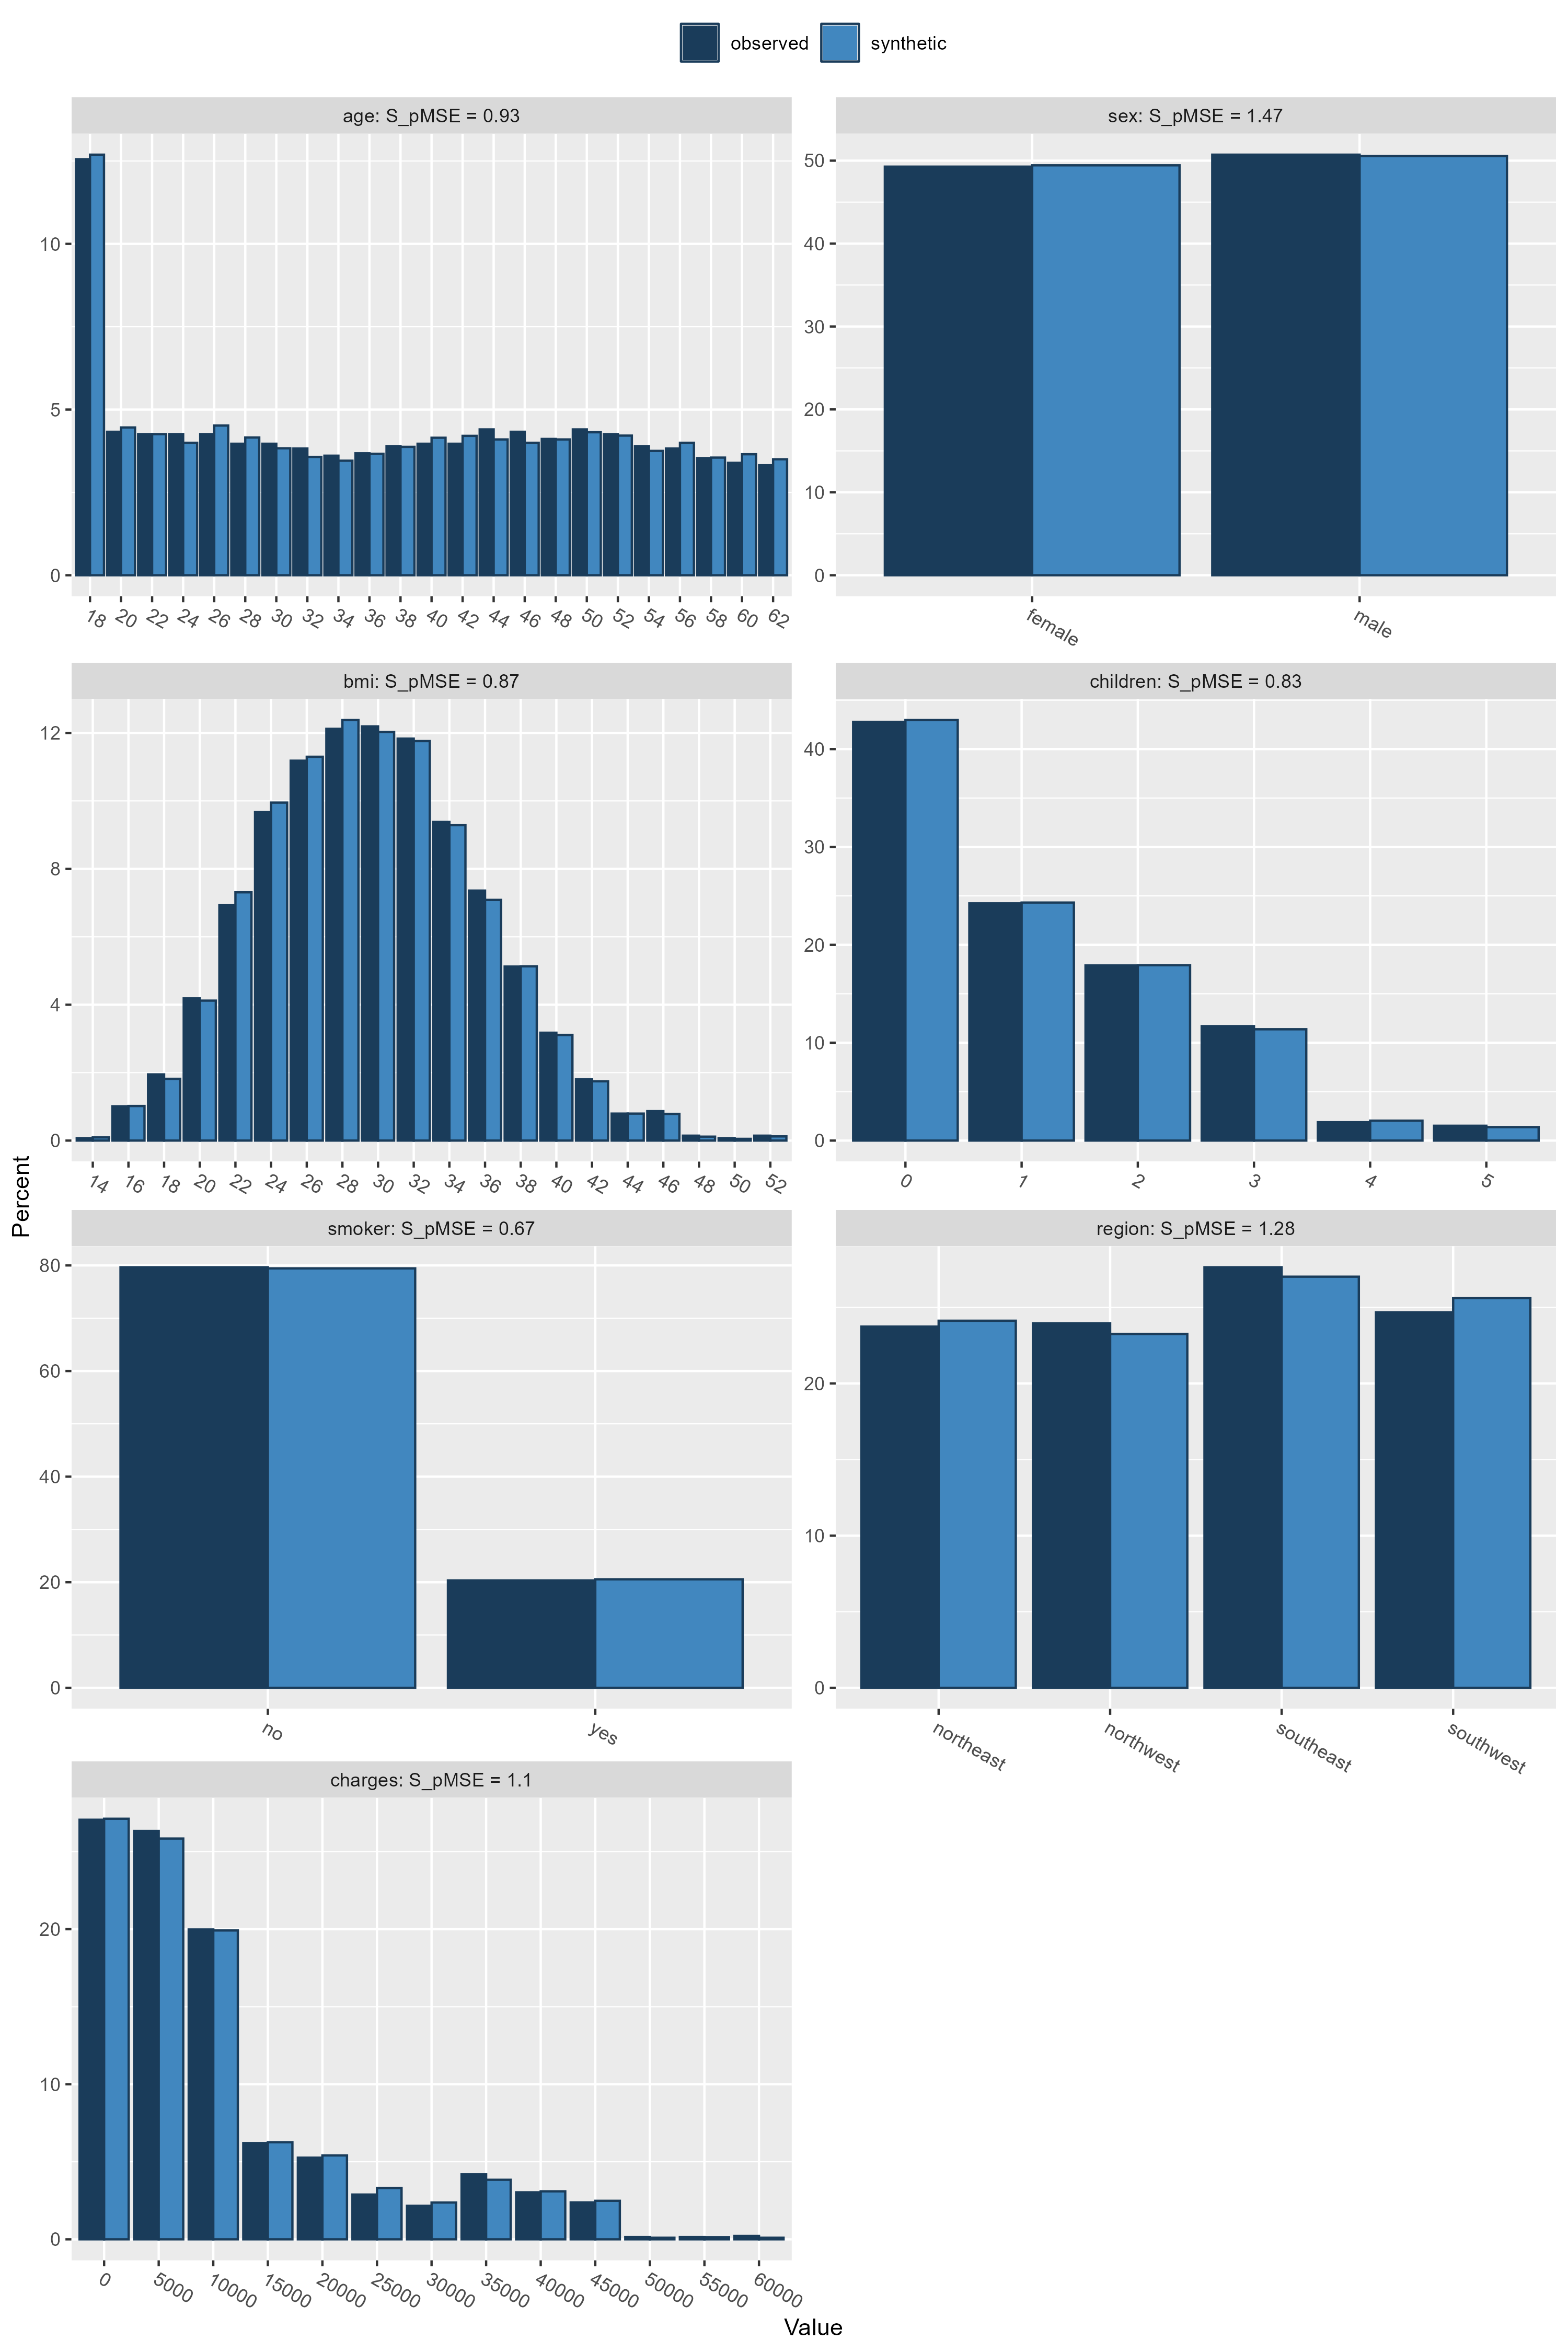 observed synthetic
age: S_pMSE = 0.93
10
5
0
18 20 22 24 26 28 30 32 34 36 38 40 42 44 46 48 50 52 54 56 58 60 62
sex: S_pMSE = 1.47
50
40
30
20
10
0
female male
bmi: S_pMSE = 0.87
12
8
4
0
14 16 18 20 22 24 26 28 30 32 34 36 38 40 42 44 46 48 50 52
children: S_pMSE = 0.83
40
30
20
10
0
0 1 2 3 4 5
Percent
smoker: S_pMSE = 0.67
80
60
40
20
0
no yes
region: S_pMSE = 1.28
20
10
0
northeast northwest southeast southwest
charges: S_pMSE = 1.1
20
10
0
0 5000 10000 15000 20000 25000 30000 35000 40000 45000 50000 55000 60000
Value